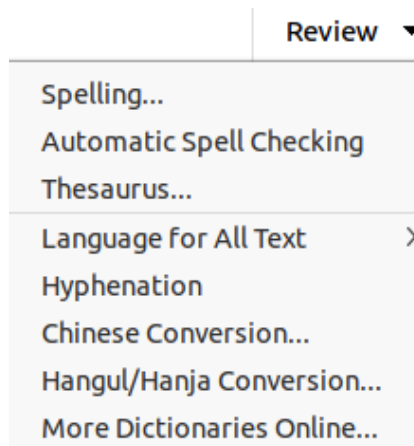 Review
Spelling...
Automatic Spell Checking
Thesaurus...
Language for All Text
Hyphenation
Chinese Conversion...
Hangul/Hanja Conversion...
More Dictionaries Online...